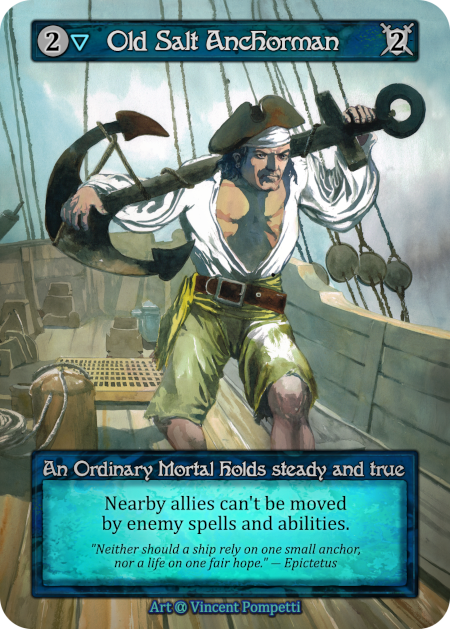 2 Old Salt Anchorman 2
An Ordinary Mortal Holds steady and true
Nearby allies can't be moved
by enemy spells and abilities.
"Neither should a ship rely on one small anchor,
nor a life on one fair hope." — Epictetus
Art @ Vincent Pompetti